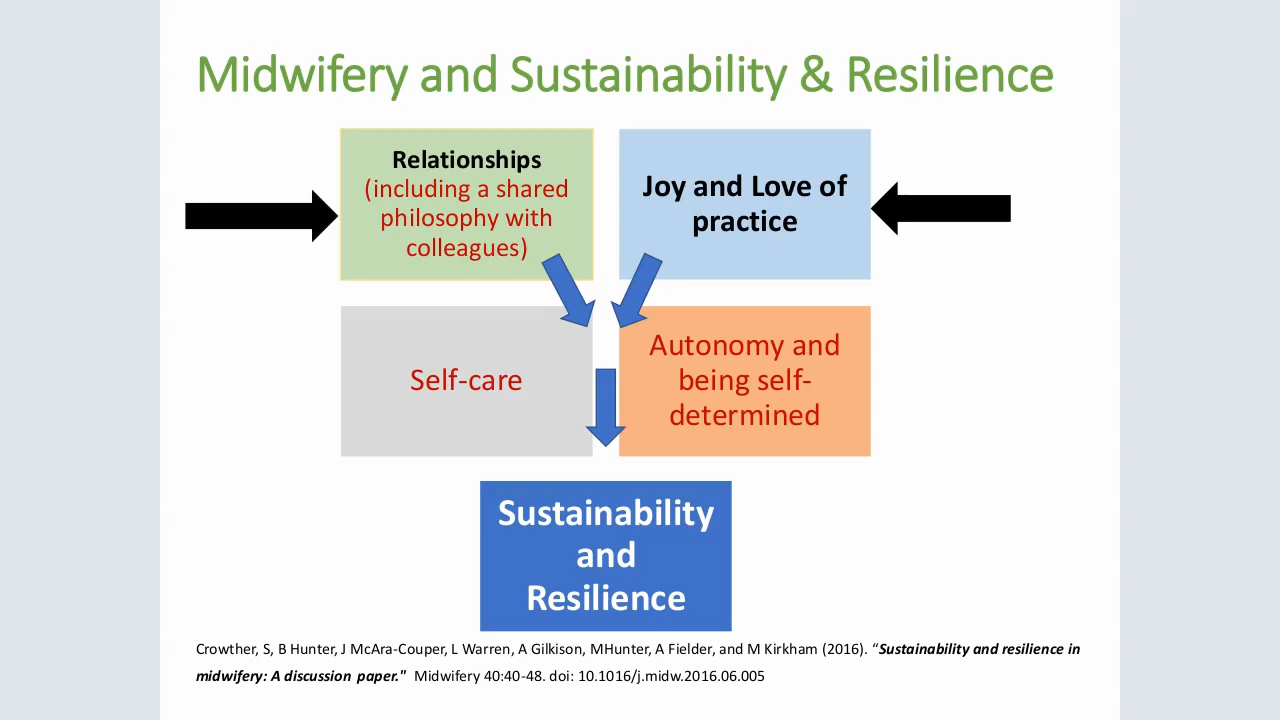 Midwifery and Sustainability & Resilience
Relationships
(including a shared
philosophy with
colleagues)
Joy and Love of
practice
Self-care
Autonomy and
being self-
determined
Sustainability
and
Resilience
Crowther, S, B Hunter, J McAra-Couper, L Warren, A Gilkison, MHunter, A Fielder, and M Kirkham (2016). “Sustainability and resilience in
midwifery: A discussion paper." Midwifery 40:40-48. doi: 10.1016/j.midw.2016.06.005